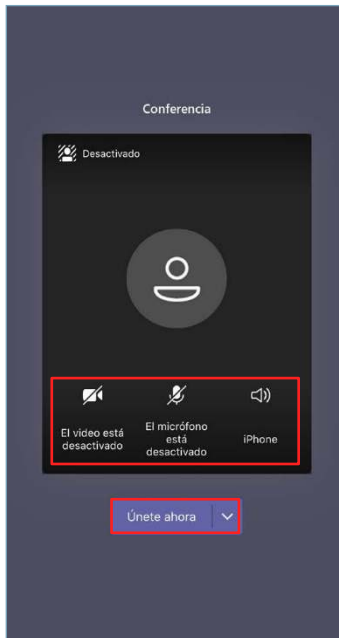 Conferencia
Desactivado
El video está
desactivado
El micrófono
está
desactivado
iPhone
Únete ahora